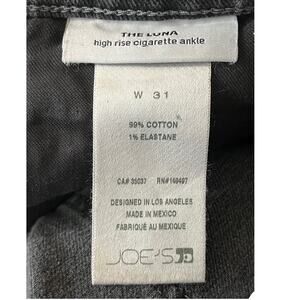 THE LUNA
high rise cigarette ankle
W 31
99% COTTON
1% ELASTANE
CA# 35037 RN#149497
DESIGNED IN LOS ANGELES
MADE IN MEXICO
FABRIQUÉ AU MEXIQUE
JOE'S